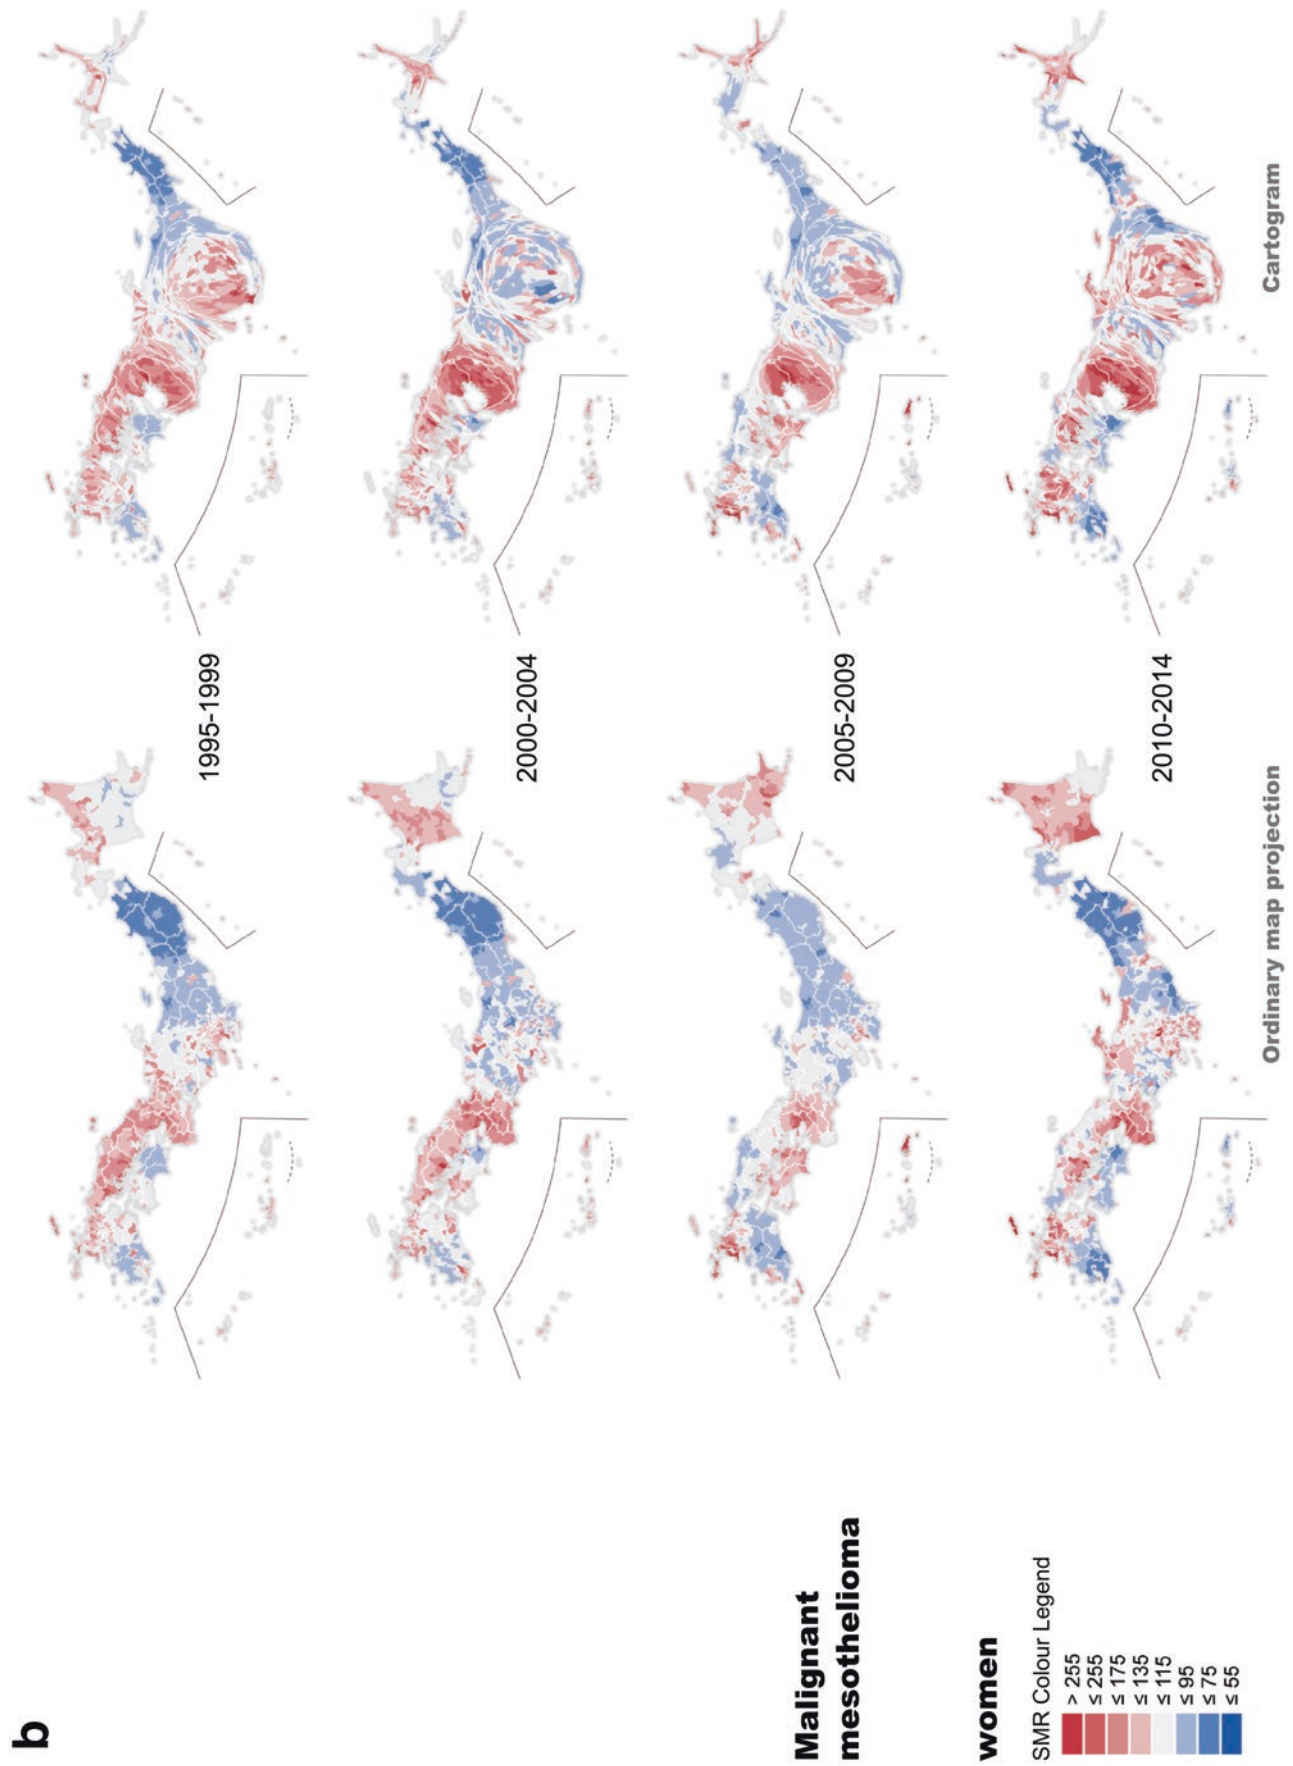 b
1995-1999
2000-2004
2005-2009
2010-2014
Malignant
mesothelioma
women
SMR Colour Legend
> 255
≤ 255
≤ 175
≤ 135
≤ 115
≤ 95
≤ 75
≤ 55
Ordinary map projection
Cartogram